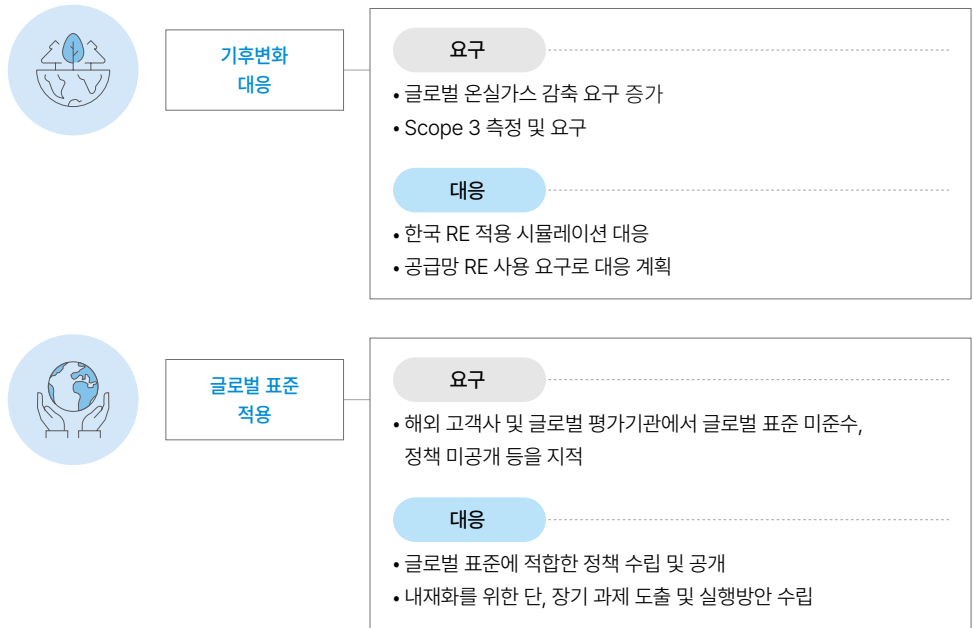 기후변화
대응
요구
• 글로벌 온실가스 감축 요구 증가
• Scope 3 측정 및 요구
대응
• 한국 RE 적용 시뮬레이션 대응
• 공급망 RE 사용 요구로 대응 계획
글로벌 표준
적용
요구
• 해외 고객사 및 글로벌 평가기관에서 글로벌 표준 미준수,
정책 미공개 등을 지적
대응
• 글로벌 표준에 적합한 정책 수립 및 공개
• 내재화를 위한 단, 장기 과제 도출 및 실행방안 수립